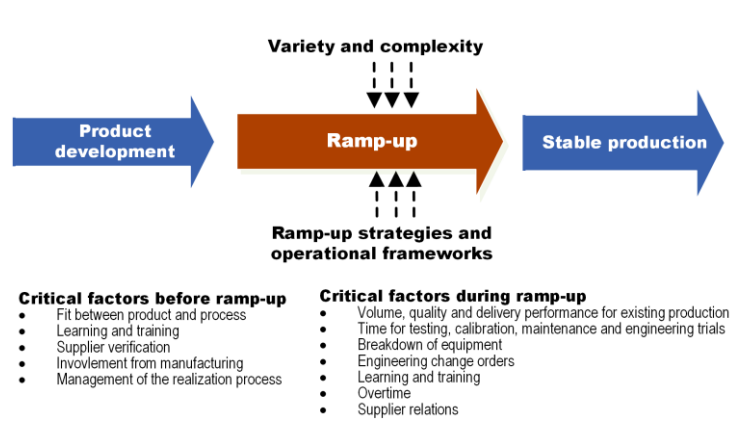 Variety and complexity
Product
development
Ramp-up
Stable production
Ramp-up strategies and
operational frameworks
Critical factors before ramp-up
• Fit between product and process
• Learning and training
• Supplier verification
• Invovlement from manufacturing
• Management of the realization process
Critical factors during ramp-up
• Volume, quality and delivery performance for existing production
• Time for testing, calibration, maintenance and engineering trials
• Breakdown of equipment
• Engineering change orders
• Learning and training
• Overtime
• Supplier relations